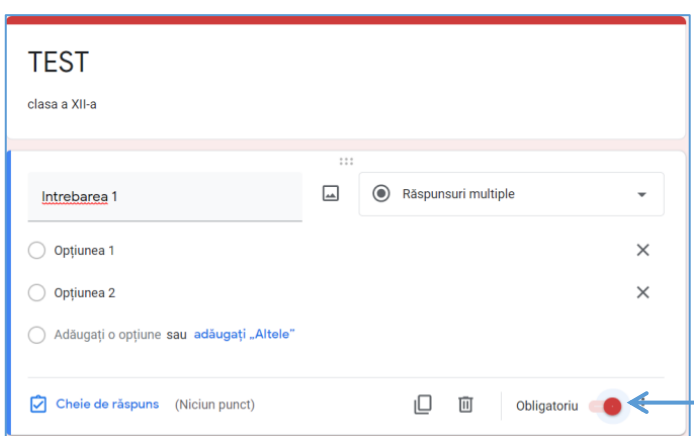 TEST
clasa a XII-a
Intrebarea 1
Răspunsuri multiple
Opțiunea 1
Opțiunea 2
Adăugați o opțiune sau adăugați „Altele”
Cheie de răspuns (Niciun punct)
Obligatoriu